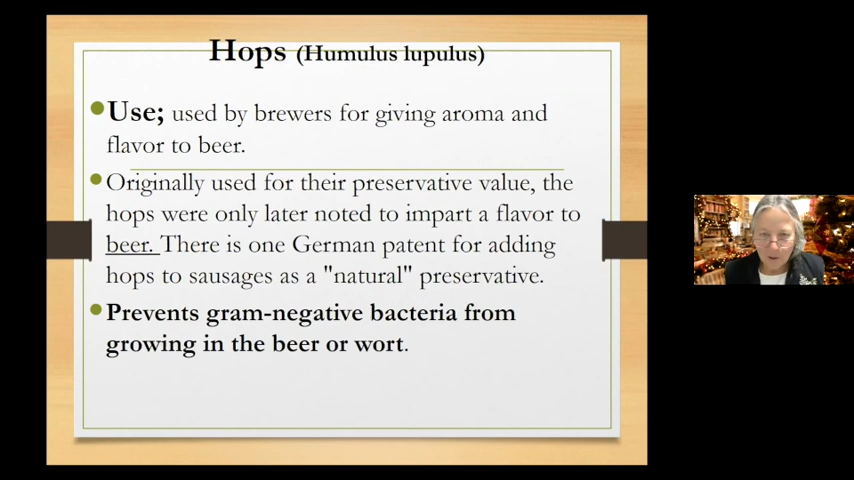 Hops (Humulus lupulus)
Use; used by brewers for giving aroma and
flavor to beer.
Originally used for their preservative value, the
hops were only later noted to impart a flavor to
beer. There is one German patent for adding
hops to sausages as a "natural" preservative.
Prevents gram-negative bacteria from
growing in the beer or wort.